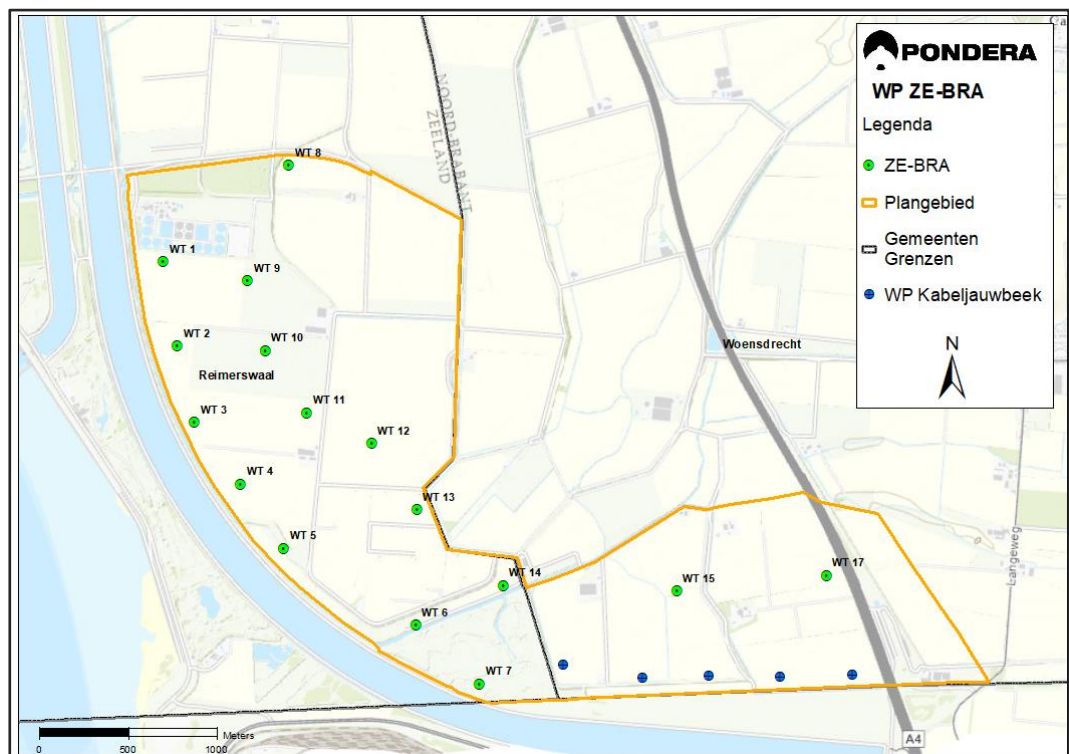 PONDERA
WP ZE-BRA
Legenda
ZE-BRA
Plangebied
Gemeenten
Grenzen
WP Kabeljauwbeek
N
NOORD-BRABANT
ZEELAND
WT 8
WT 1
WT 9
WT 2
WT 10
Woensdrecht
Reimerswaal
WT 3
WT 11
WT 12
WT 4
WT 13
WT 5
WT 14
WT 15
WT 17
Langeweg
WT 6
WT 7
A4
Meters
0 500 1000